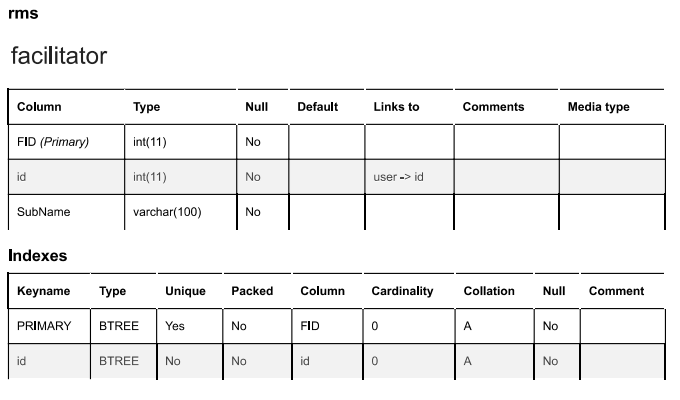 rms
facilitator
Column Type Null Default Links to Comments Media type
FID (Primary) int(11) No
id int(11) No user -> id
SubName varchar(100) No
Indexes
Keyname Type Unique Packed Column Cardinality Collation Null Comment
PRIMARY BTREE Yes No FID 0 A No
id BTREE No No id 0 A No